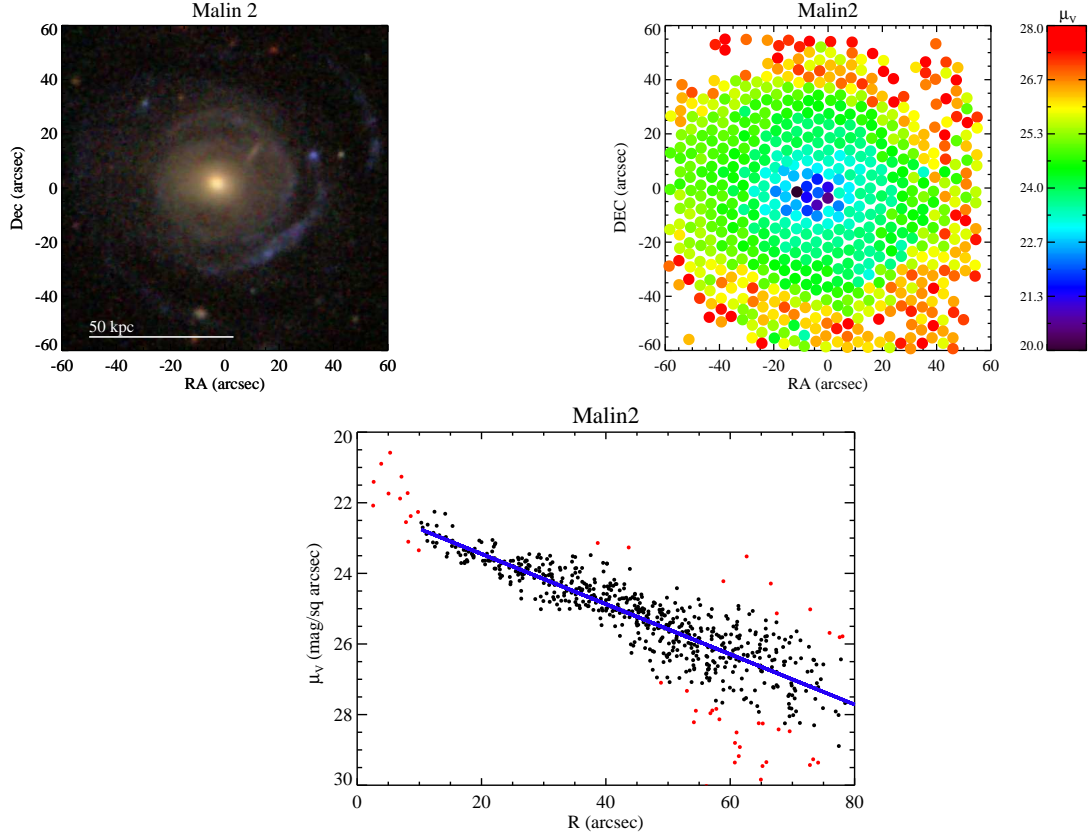 Malin 2
60
40
20
0
-20
-40
-60
Dec (arcsec)
50 kpc
-60 -40 -20 0 20 40 60
RA (arcsec)
Malin2
60
40
20
0
-20
-40
-60
DEC (arcsec)
-60 -40 -20 0 20 40 60
RA (arcsec)
μV
28.0
26.7
25.3
24.0
22.7
21.3
20.0
Malin2
20
22
24
26
28
30
μV (mag/sq arcsec)
0 20 40 60 80
R (arcsec)